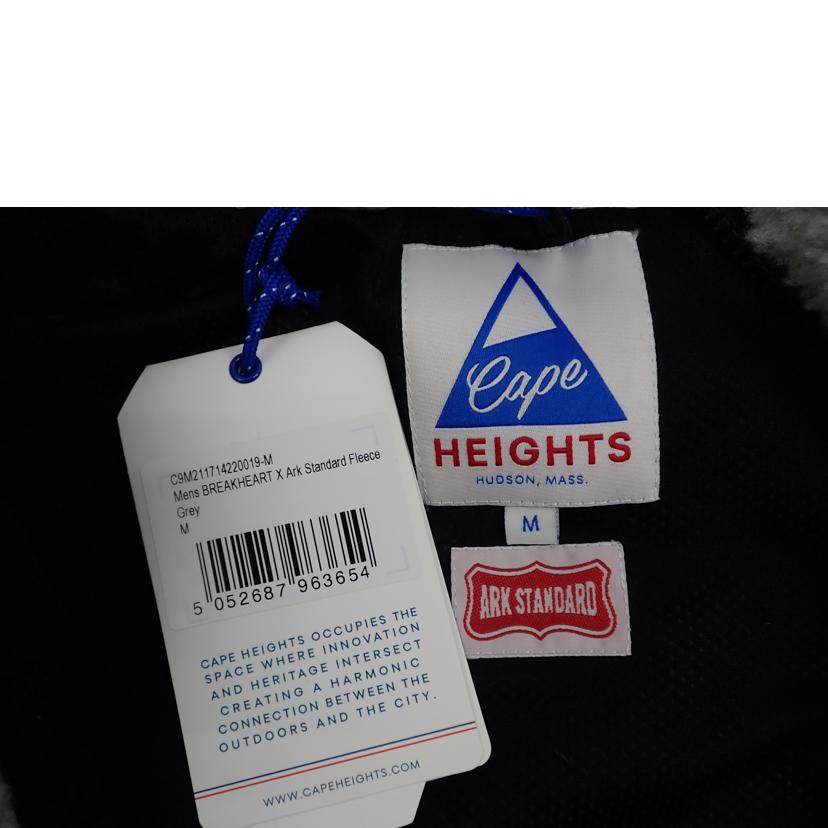 C9M211714220019-M
Mens BREAKHEART X Ark Standard Fleece
Grey
M
5 052687 963654
CAPE HEIGHTS OCCUPIES THE
SPACE WHERE INNOVATION
AND HERITAGE INTERSECT
CREATING A HARMONIC
CONNECTION BETWEEN THE
OUTDOORS AND THE CITY.
WWW.CAPEHEIGHTS.COM
Cape
HEIGHTS
HUDSON, MASS.
M
ARK STANDARD